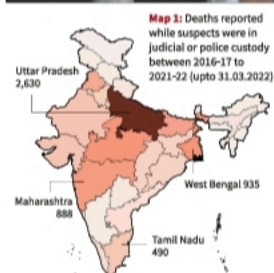 Map 1: Deaths reported
while suspects were in
judicial or police custody
between 2016-17 to
2021-22 (upto 31.03.2022)
Uttar Pradesh
2,630
West Bengal 935
Maharashtra
888
Tamil Nadu
490